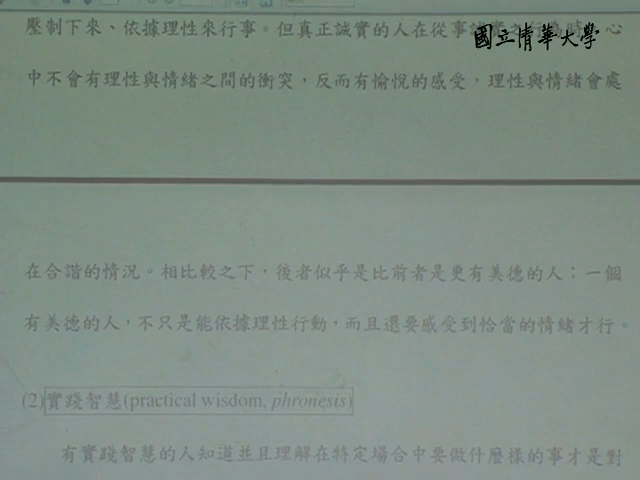 壓制下來、依據理性來行事。但真正誠實的人在從事誠實之行為時，心
國立清華大學
中不會有理性與情緒之間的衝突，反而有愉悅的感受，理性與情緒會處
在合諧的情況。相比較之下，後者似乎是比前者是更有美德的人；一個
有美德的人，不只是能依據理性行動，而且還要感受到恰當的情緒才行。
(2)實踐智慧(practical wisdom, phronesis)
有實踐智慧的人知道並且理解在特定場合中要做什麼樣的事才是對